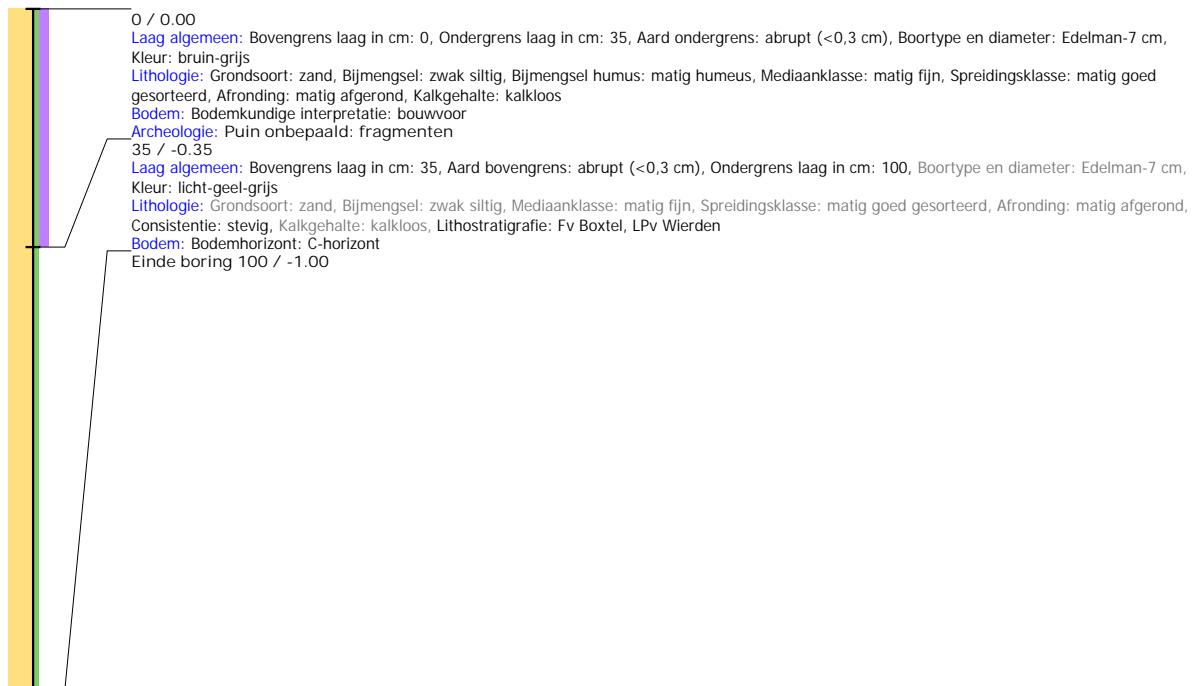 0 / 0.00
Laag algemeen: Bovengrens laag in cm: 0, Ondergrens laag in cm: 35, Aard ondergrens: abrupt (<0,3 cm), Boortype en diameter: Edelman-7 cm,
Kleur: bruin-grijs
Lithologie: Grondsoort: zand, Bijmengsel: zwak siltig, Bijmengsel humus: matig humeus, Mediaanklasse: matig fijn, Spreidingsklasse: matig goed
gesorteerd, Afronding: matig afgerond, Kalkgehalte: kalkloos
Bodem: Bodemkundige interpretatie: bouwvoor
Archeologie: Puin onbepaald: fragmenten
35 / -0.35
Laag algemeen: Bovengrens laag in cm: 35, Aard bovengrens: abrupt (<0,3 cm), Ondergrens laag in cm: 100, Boortype en diameter: Edelman-7 cm,
Kleur: licht-geel-grijs
Lithologie: Grondsoort: zand, Bijmengsel: zwak siltig, Mediaanklasse: matig fijn, Spreidingsklasse: matig goed gesorteerd, Afronding: matig afgerond,
Consistentie: stevig, Kalkgehalte: kalkloos, Lithostratigrafie: Fv Boxtel, LPv Wierden
Bodem: Bodemhorizont: C-horizont
Einde boring 100 / -1.00